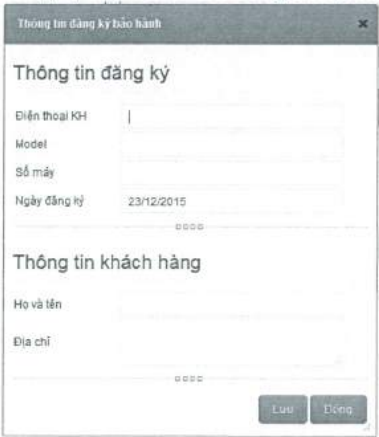 Thông tin đăng ký bảo hành
Thông tin đăng ký
Điện thoại KH
Model
Số máy
Ngày đăng ký 23/12/2015
Thông tin khách hàng
Họ và tên
Địa chỉ
Lưu Đóng